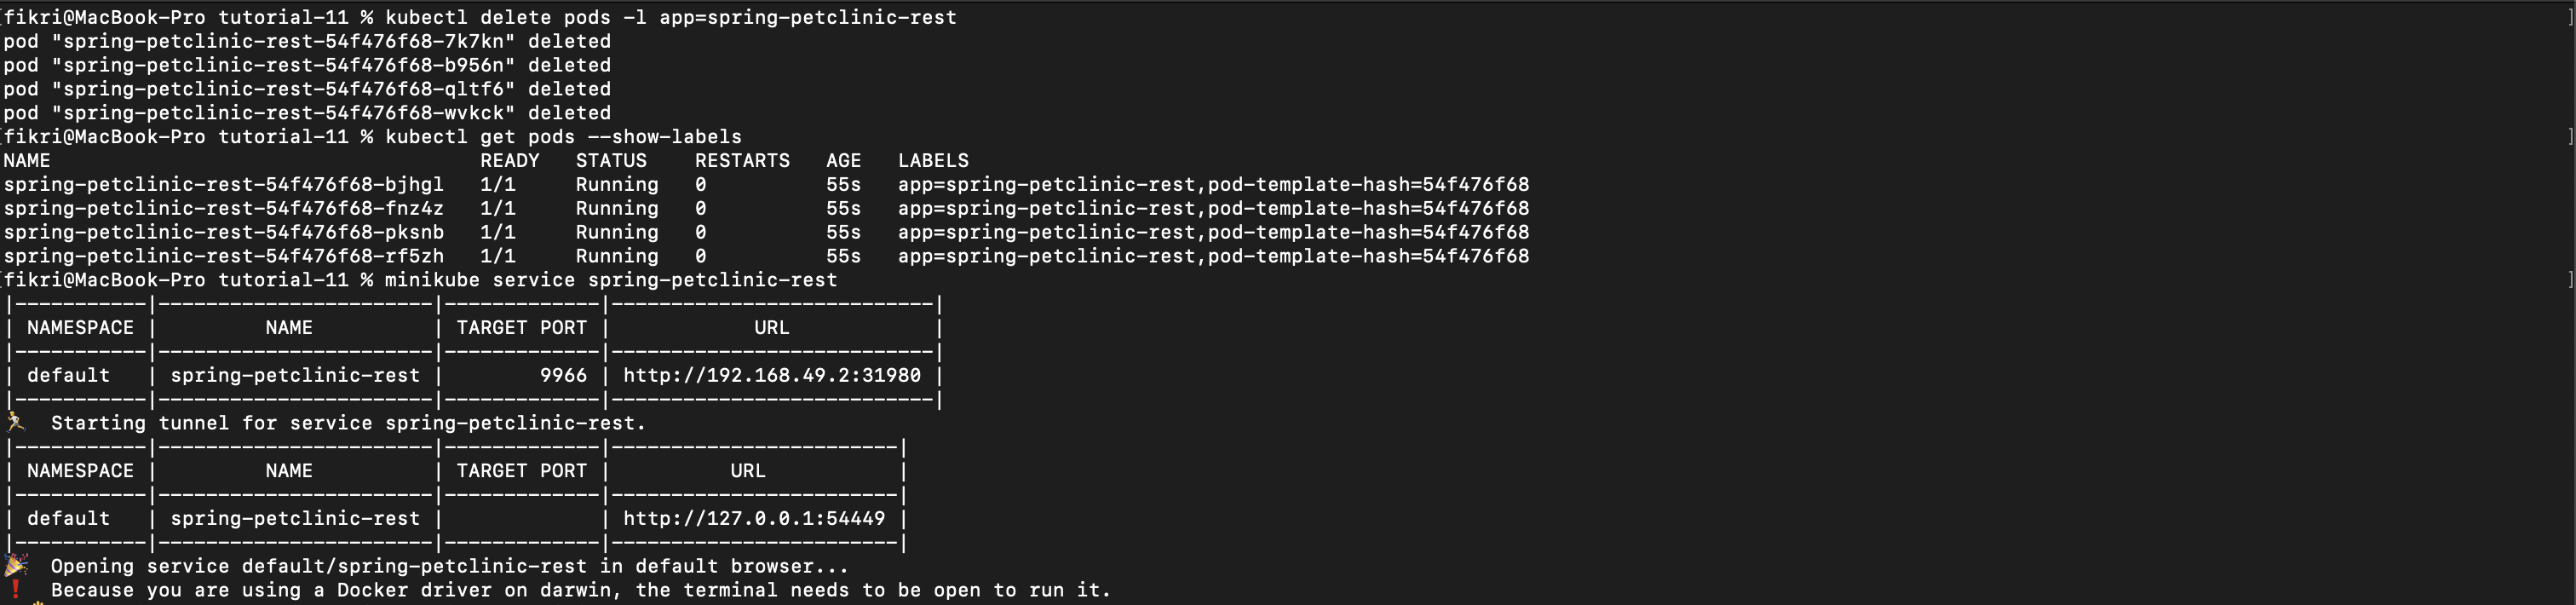 [fikri@MacBook-Pro tutorial-11 % kubectl delete pods -l app=spring-petclinic-rest ]
pod "spring-petclinic-rest-54f476f68-7k7kn" deleted
pod "spring-petclinic-rest-54f476f68-b956n" deleted
pod "spring-petclinic-rest-54f476f68-qltf6" deleted
pod "spring-petclinic-rest-54f476f68-wvkck" deleted
[fikri@MacBook-Pro tutorial-11 % kubectl get pods --show-labels ]
NAME READY STATUS RESTARTS AGE LABELS
spring-petclinic-rest-54f476f68-bjhgl 1/1 Running 0 55s app=spring-petclinic-rest,pod-template-hash=54f476f68
spring-petclinic-rest-54f476f68-fnz4z 1/1 Running 0 55s app=spring-petclinic-rest,pod-template-hash=54f476f68
spring-petclinic-rest-54f476f68-pksnb 1/1 Running 0 55s app=spring-petclinic-rest,pod-template-hash=54f476f68
spring-petclinic-rest-54f476f68-rf5zh 1/1 Running 0 55s app=spring-petclinic-rest,pod-template-hash=54f476f68
[fikri@MacBook-Pro tutorial-11 % minikube service spring-petclinic-rest ]
|-----------|-----------------------|-------------|---------------------------|
| NAMESPACE | NAME | TARGET PORT | URL |
|-----------|-----------------------|-------------|---------------------------|
| default | spring-petclinic-rest | 9966 | http://192.168.49.2:31980 |
|-----------|-----------------------|-------------|---------------------------|
🏃 Starting tunnel for service spring-petclinic-rest.
|-----------|-----------------------|-------------|------------------------|
| NAMESPACE | NAME | TARGET PORT | URL |
|-----------|-----------------------|-------------|------------------------|
| default | spring-petclinic-rest | | http://127.0.0.1:54449 |
|-----------|-----------------------|-------------|------------------------|
🎉 Opening service default/spring-petclinic-rest in default browser...
❗ Because you are using a Docker driver on darwin, the terminal needs to be open to run it.